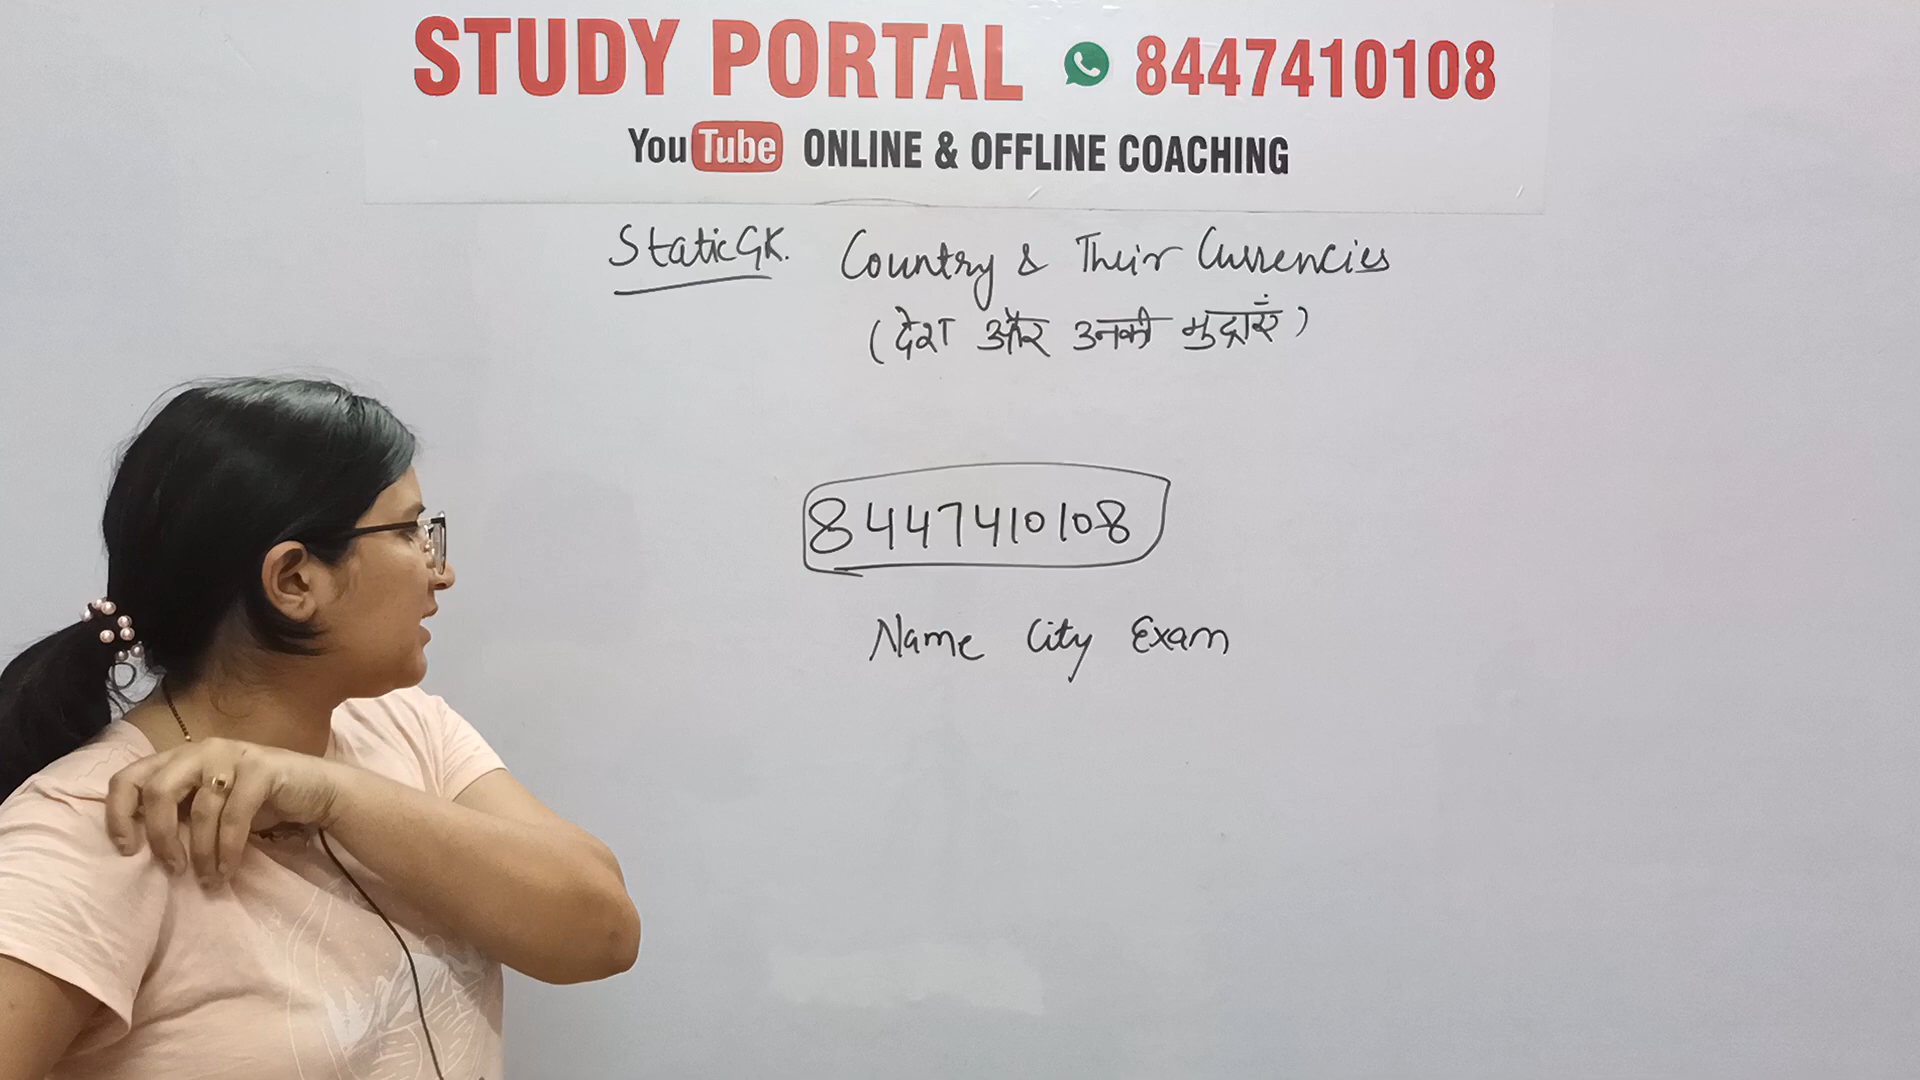 STUDY PORTAL 8447410108
YouTube ONLINE & OFFLINE COACHING
Static GK. Country & Their Currencies
(देश और उनकी मुद्राएं)
8447410108
Name City Exam